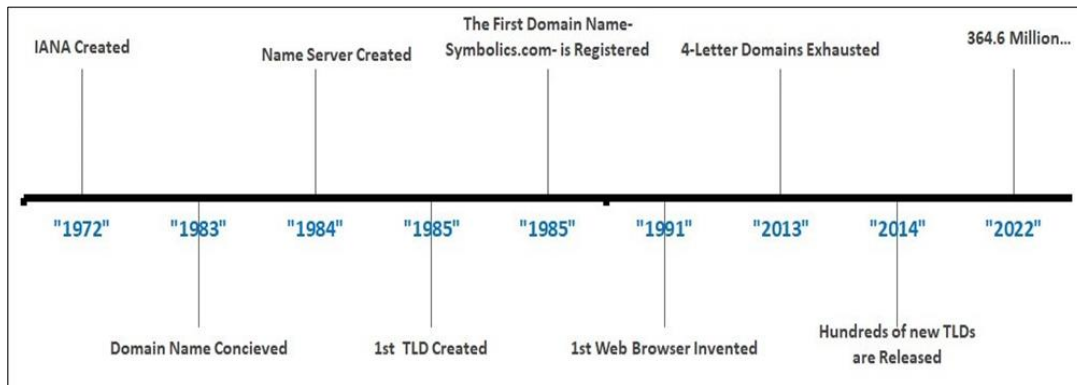 The First Domain Name-
IANA Created
Name Server Created
Symbolics.com- is Registered
4-Letter Domains Exhausted
364.6 Million...
"1972"
"1983"
"1984"
"1985"
"1985"
"1991"
"2013"
"2014"
"2022"
Domain Name Concieved
1st TLD Created
1st Web Browser Invented
Hundreds of new TLDs
are Released